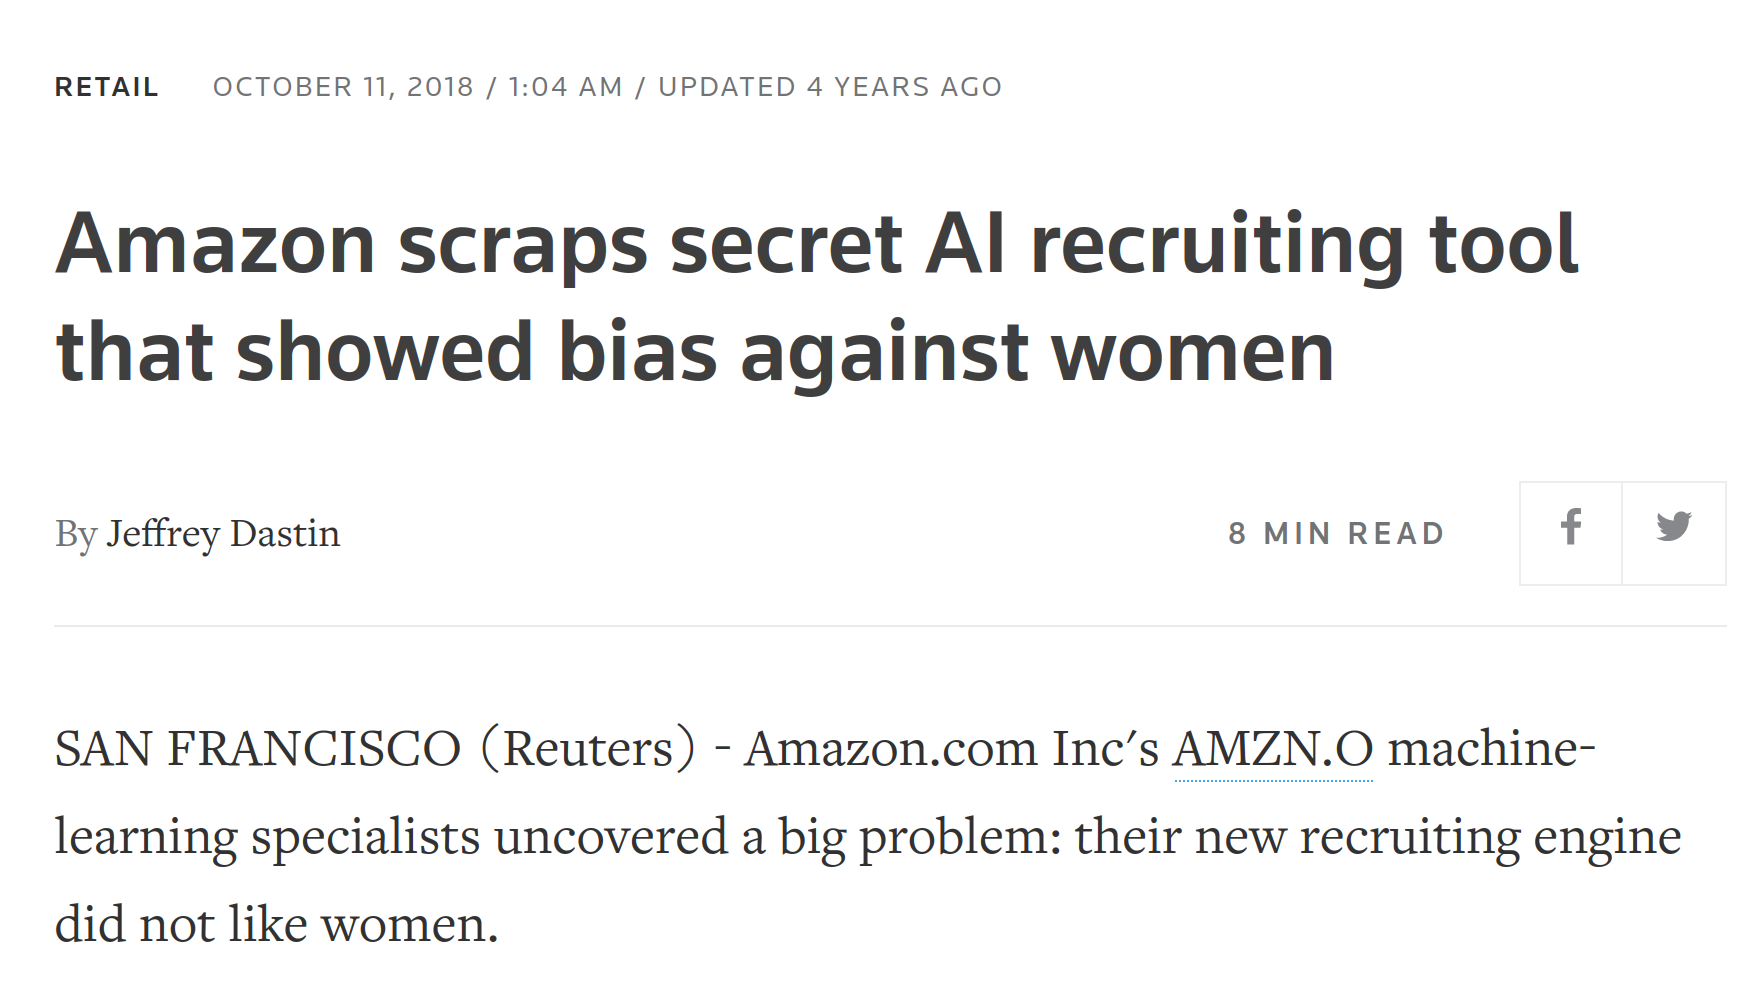 RETAIL OCTOBER 11, 2018 / 1:04 AM / UPDATED 4 YEARS AGO
Amazon scraps secret AI recruiting tool
that showed bias against women
By Jeffrey Dastin 8 MIN READ
SAN FRANCISCO (Reuters) - Amazon.com Inc’s AMZN.O machine-
learning specialists uncovered a big problem: their new recruiting engine
did not like women.